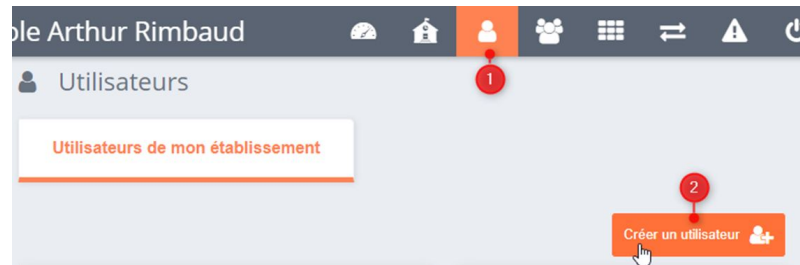 ole Arthur Rimbaud
1
Utilisateurs
Utilisateurs de mon établissement
2
Créer un utilisateur